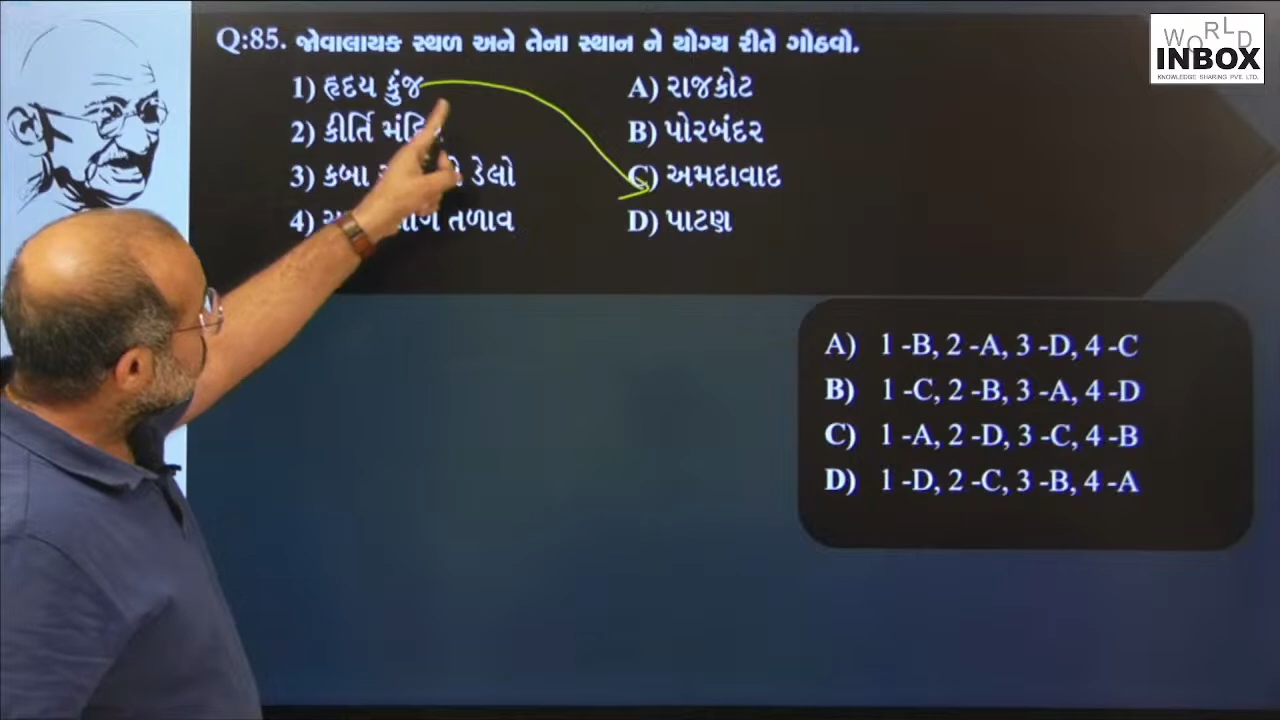 WORLD
INBOX
KNOWLEDGE SHARING PVT. LTD.
Q:85. જોવાલાયક સ્થળ અને તેના સ્થાન ને યોગ્ય રીતે ગોઠવો.
1) હૃદય કુંજ
A) રાજકોટ
2) કીર્તિ
B) પોરબંદર
3) કબા ડેલો
C) અમદાવાદ
4) તળાવ
D) પાટણ
A) 1 -B, 2 -A, 3 -D, 4 -C
B) 1 -C, 2 -B, 3 -A, 4 -D
C) 1 -A, 2 -D, 3 -C, 4 -B
D) 1 -D, 2 -C, 3 -B, 4 -A